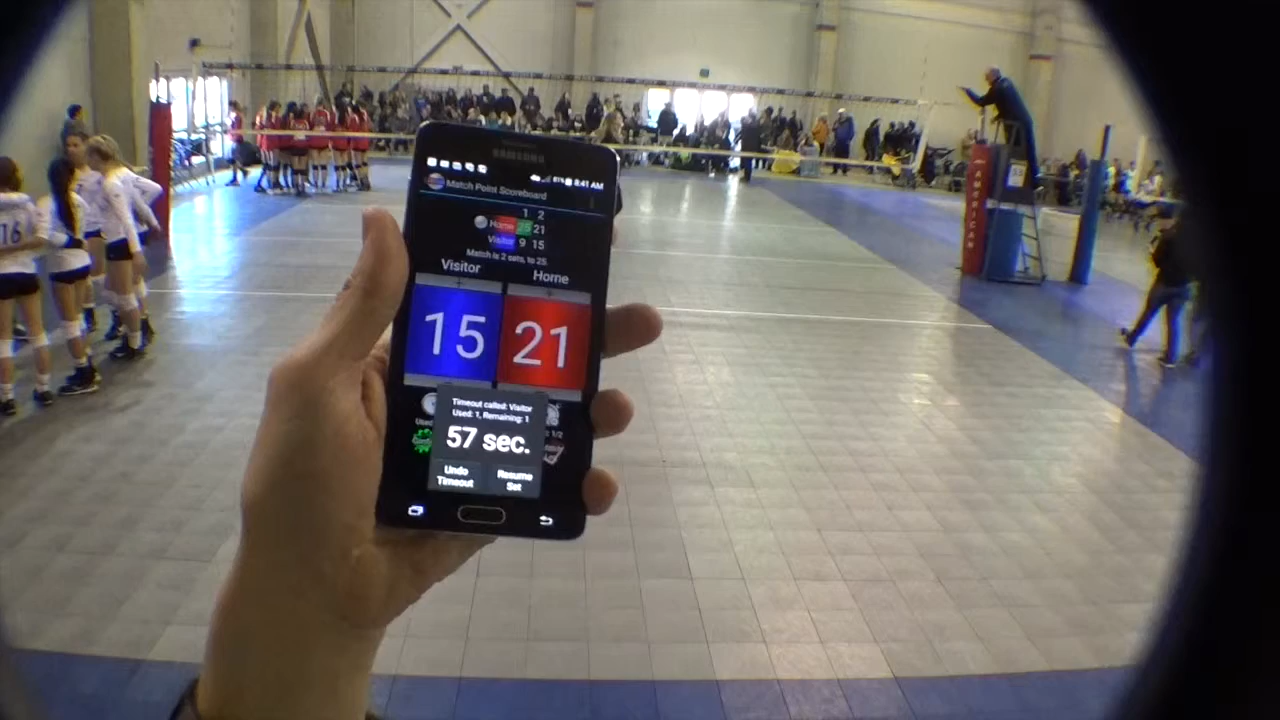 SAMSUNG
8:41 AM
Match Point Scoreboard
1 2
Home 25 21
Visitor 9 15
Match is 2 sets, to 25.
Visitor Home
15 21
Timeout called: Visitor
Used: 1, Remaining: 1
57 sec.
Undo Timeout
Resume Set
16
AMERICAN